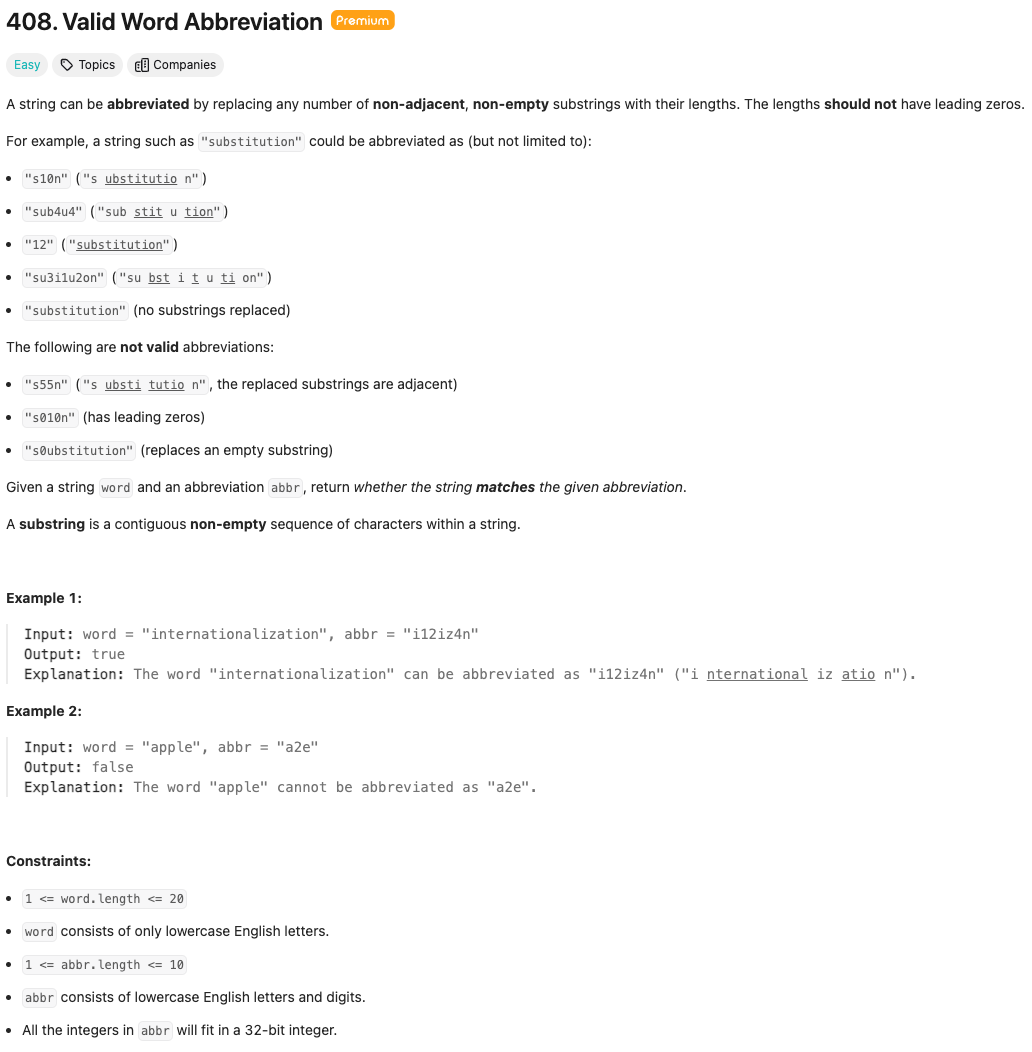 408. Valid Word Abbreviation Premium
Easy Topics Companies
A string can be abbreviated by replacing any number of non-adjacent, non-empty substrings with their lengths. The lengths should not have leading zeros.
For example, a string such as "substitution" could be abbreviated as (but not limited to):
• "s10n" ("s ubstitutio n")
• "sub4u4" ("sub stit u tion")
• "12" ("substitution")
• "su3i1u2on" ("su bst i t u ti on")
• "substitution" (no substrings replaced)
The following are not valid abbreviations:
• "s55n" ("s ubsti tutio n", the replaced substrings are adjacent)
• "s010n" (has leading zeros)
• "s0ubstitution" (replaces an empty substring)
Given a string word and an abbreviation abbr, return whether the string matches the given abbreviation.
A substring is a contiguous non-empty sequence of characters within a string.
Example 1:
Input: word = "internationalization", abbr = "i12iz4n"
Output: true
Explanation: The word "internationalization" can be abbreviated as "i12iz4n" ("i nternational iz atio n").
Example 2:
Input: word = "apple", abbr = "a2e"
Output: false
Explanation: The word "apple" cannot be abbreviated as "a2e".
Constraints:
• 1 <= word.length <= 20
• word consists of only lowercase English letters.
• 1 <= abbr.length <= 10
• abbr consists of lowercase English letters and digits.
• All the integers in abbr will fit in a 32-bit integer.